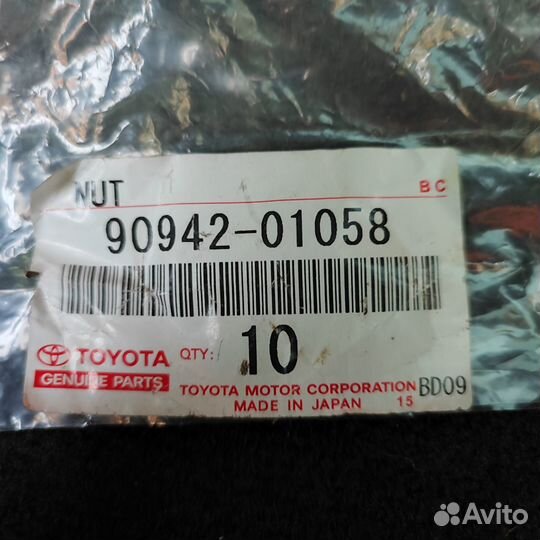 NUT BC
90942-01058
TOYOTA QTY: 10
GENUINE PARTS
TOYOTA MOTOR CORPORATION BD09
MADE IN JAPAN 15
Avito